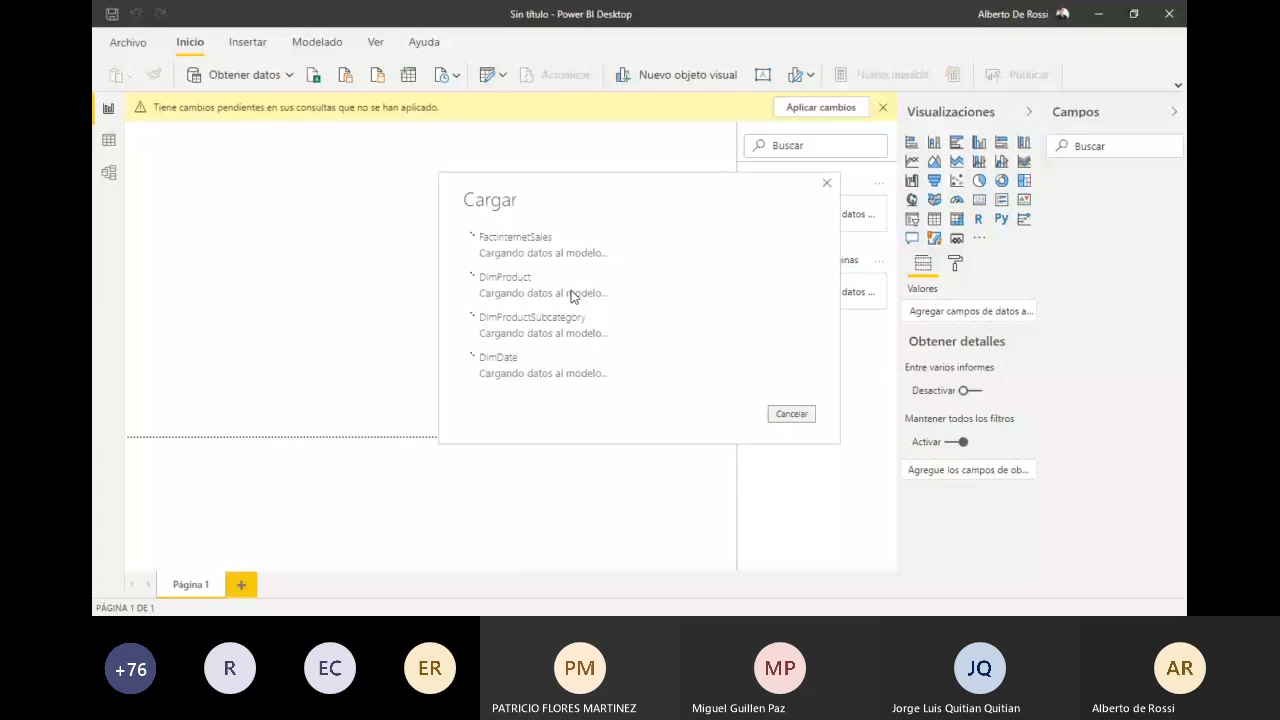 Sin título - Power BI Desktop
Alberto De Rossi
Archivo
Inicio
Insertar
Modelado
Ver
Ayuda
Obtener datos
Actualizar
Nuevo objeto visual
Nueva medida
Publicar
Tiene cambios pendientes en sus consultas que no se han aplicado.
Aplicar cambios
Visualizaciones
Campos
Buscar
Buscar
Cargar
FactInternetSales
Cargando datos al modelo...
DimProduct
Cargando datos al modelo...
DimProductSubcategory
Cargando datos al modelo...
DimDate
Cargando datos al modelo...
Cancelar
datos ...
inas
datos ...
R
Py
Valores
Agregar campos de datos a...
Obtener detalles
Entre varios informes
Desactivar
Mantener todos los filtros
Activar
Agregue los campos de ob...
Página 1
PÁGINA 1 DE 1
+76
R
EC
ER
PM
MP
JQ
AR
PATRICIO FLORES MARTINEZ
Miguel Guillen Paz
Jorge Luis Quitian Quitian
Alberto de Rossi